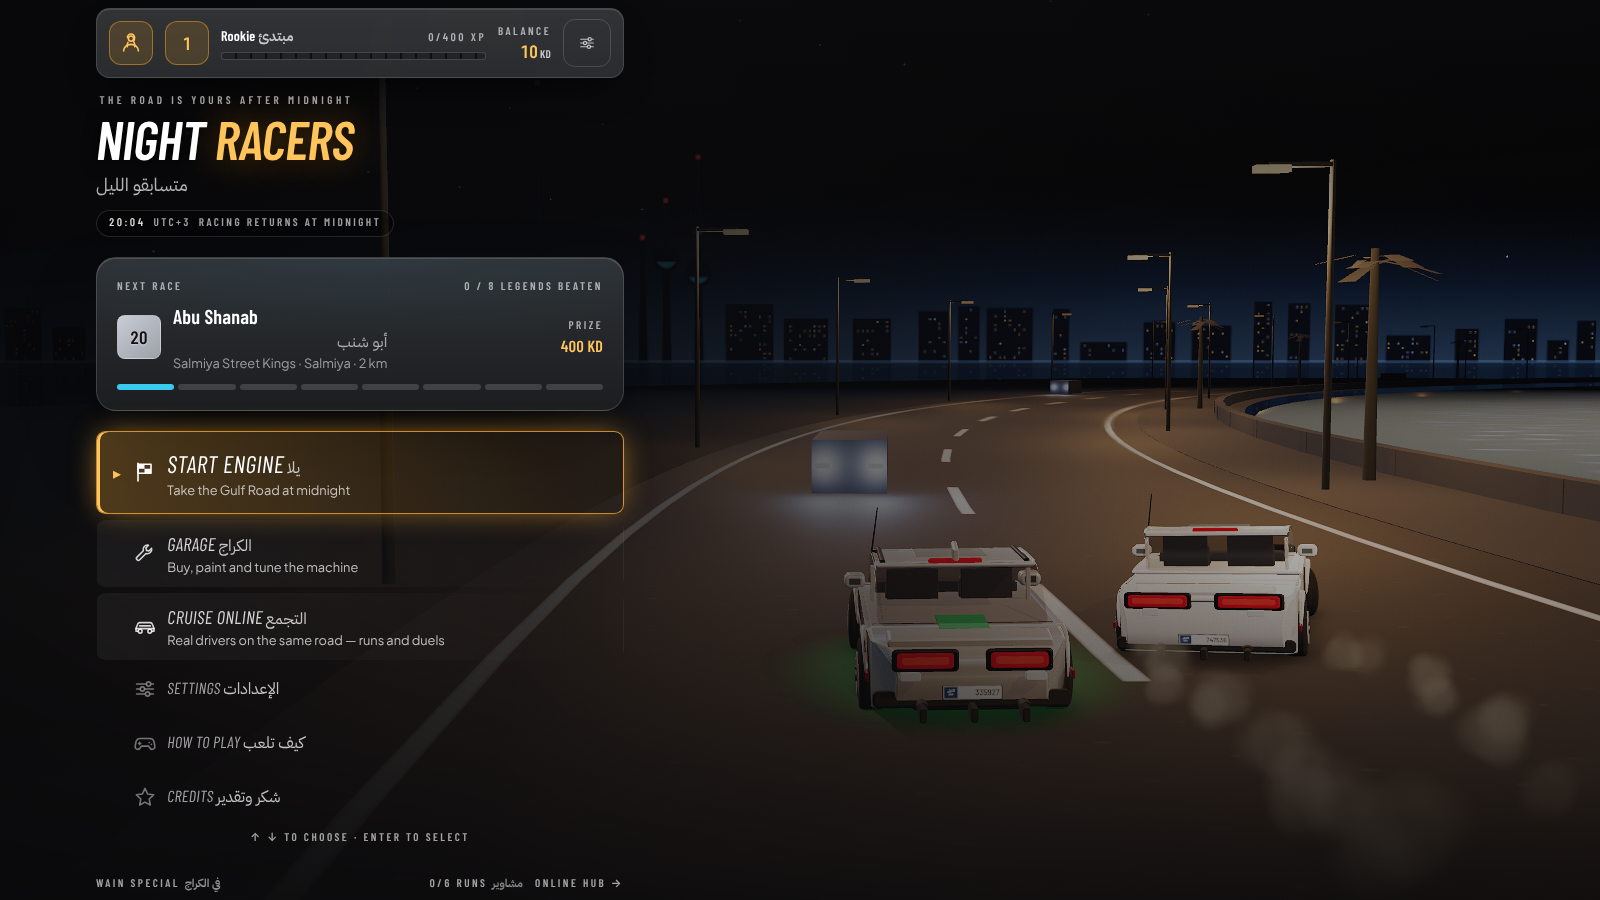 1
Rookie مبتدئ
0/400 XP
BALANCE
10 KD
THE ROAD IS YOURS AFTER MIDNIGHT
NIGHT RACERS
متسابقو الليل
20:04 UTC+3 RACING RETURNS AT MIDNIGHT
NEXT RACE
0 / 8 LEGENDS BEATEN
20
Abu Shanab
أبو شنب
Salmiya Street Kings · Salmiya · 2 km
PRIZE
400 KD
START ENGINE يلا
Take the Gulf Road at midnight
GARAGE الكراج
Buy, paint and tune the machine
CRUISE ONLINE التجمع
Real drivers on the same road — runs and duels
SETTINGS الإعدادات
HOW TO PLAY كيف تلعب
CREDITS شكر وتقدير
↑ ↓ TO CHOOSE · ENTER TO SELECT
WAIN SPECIAL في الكراج
0/6 RUNS مشاوير ONLINE HUB →
335927